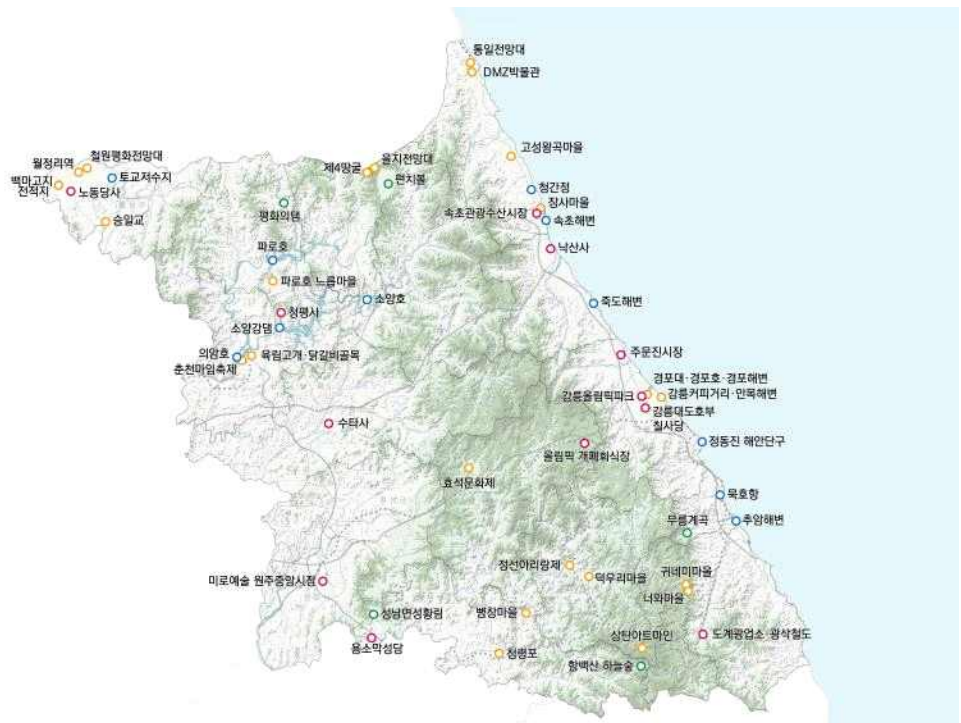 통일전망대
DMZ박물관
고성왕곡마을
철원평화전망대
월정리역
백마고지
전적지
노동당사
토교저수지
승일교
제4땅굴
을지전망대
펀치볼
평화의댐
청간정
장사마을
속초관광수산시장
속초해변
낙산사
파로호
파로호 느릅마을
소양호
청평사
소양강댐
죽도해변
의암호
육림고개·닭갈비골목
춘천마임축제
주문진시장
경포대·경포호·경포해변
강릉올림픽파크
강릉커피거리·안목해변
강릉대도호부
칠사당
수타사
올림픽 개폐회식장
정동진 해안단구
효석문화제
묵호항
추암해변
무릉계곡
정선아리랑제
덕우리마을
귀네미마을
너와마을
미로예술 원주중앙시장
성남면성황림
용소막성당
뼝창마을
청령포
삼탄아트마인
함백산 하늘숲
도계광업소·광삭철도